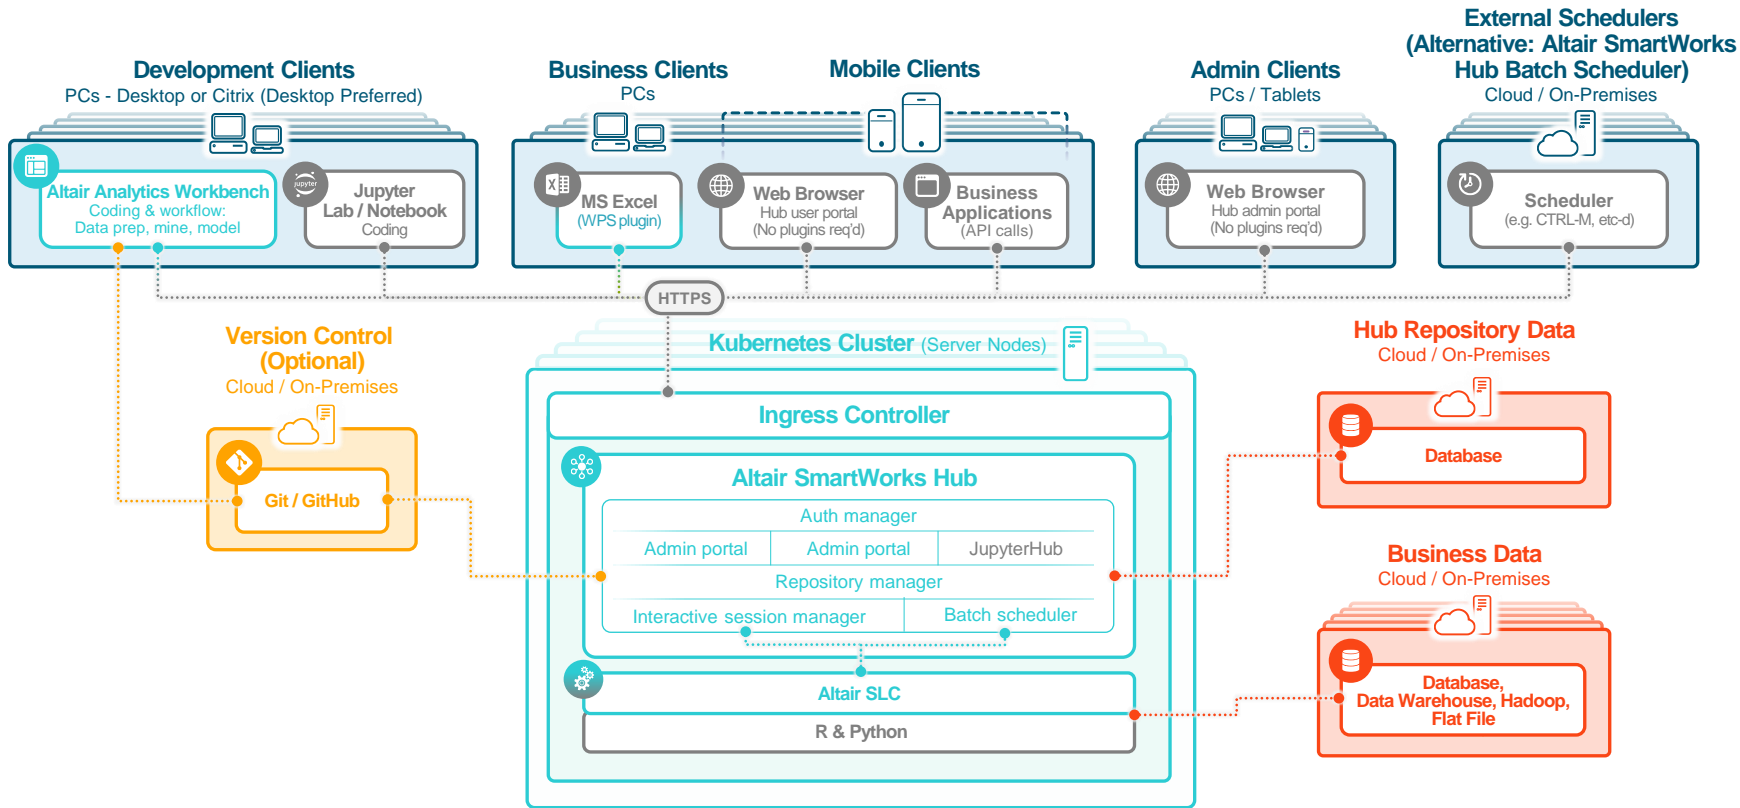 External Schedulers
(Alternative: Altair SmartWorks
Hub Batch Scheduler)
Cloud / On-Premises
Development Clients
PCs - Desktop or Citrix (Desktop Preferred)
Business Clients
PCs
Mobile Clients
Admin Clients
PCs / Tablets
Altair Analytics Workbench
Coding & workflow:
Data prep, mine, model
jupyter
Jupyter
Lab / Notebook
Coding
X
MS Excel
(WPS plugin)
Web Browser
Hub user portal
(No plugins req'd)
Business
Applications
(API calls)
Web Browser
Hub admin portal
(No plugins req'd)
Scheduler
(e.g. CTRL-M, etc-d)
HTTPS
Version Control
(Optional)
Cloud / On-Premises
Git / GitHub
Kubernetes Cluster (Server Nodes)
Ingress Controller
Altair SmartWorks Hub
Auth manager
Admin portal
Admin portal
JupyterHub
Repository manager
Interactive session manager
Batch scheduler
Altair SLC
R & Python
Hub Repository Data
Cloud / On-Premises
Database
Business Data
Cloud / On-Premises
Database,
Data Warehouse, Hadoop,
Flat File